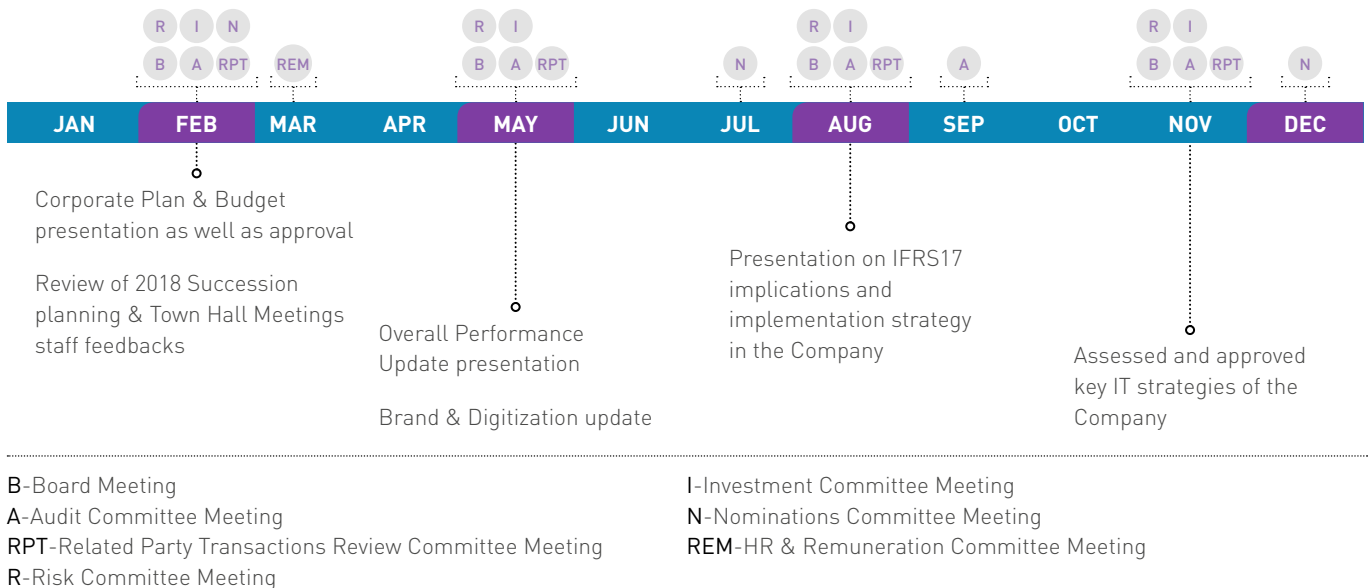 R I N
B A RPT
REM
R I
B A RPT
N
R I
B A RPT
A
R I
B A RPT
N
JAN FEB MAR APR MAY JUN JUL AUG SEP OCT NOV DEC
Corporate Plan & Budget
presentation as well as approval
Review of 2018 Succession
planning & Town Hall Meetings
staff feedbacks
Overall Performance
Update presentation
Brand & Digitization update
Presentation on IFRS17
implications and
implementation strategy
in the Company
Assessed and approved
key IT strategies of the
Company
B-Board Meeting
A-Audit Committee Meeting
RPT-Related Party Transactions Review Committee Meeting
R-Risk Committee Meeting
I-Investment Committee Meeting
N-Nominations Committee Meeting
REM-HR & Remuneration Committee Meeting